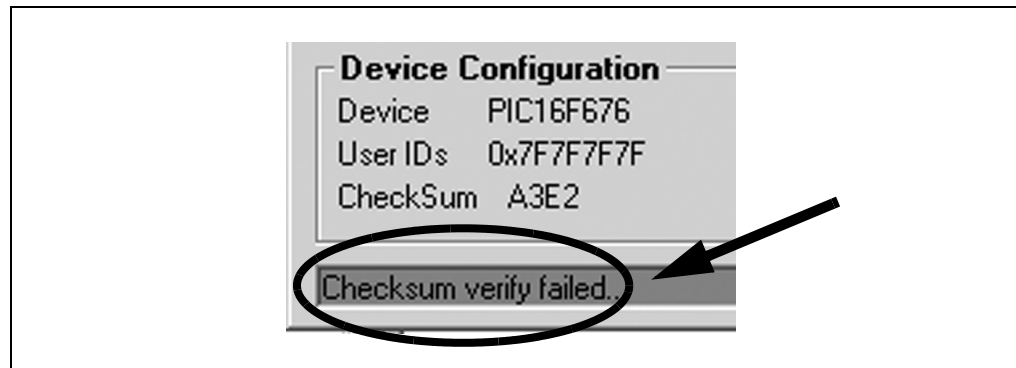 Device Configuration
Device PIC16F676
User IDs 0x7F7F7F7F
CheckSum A3E2
Checksum verify failed..